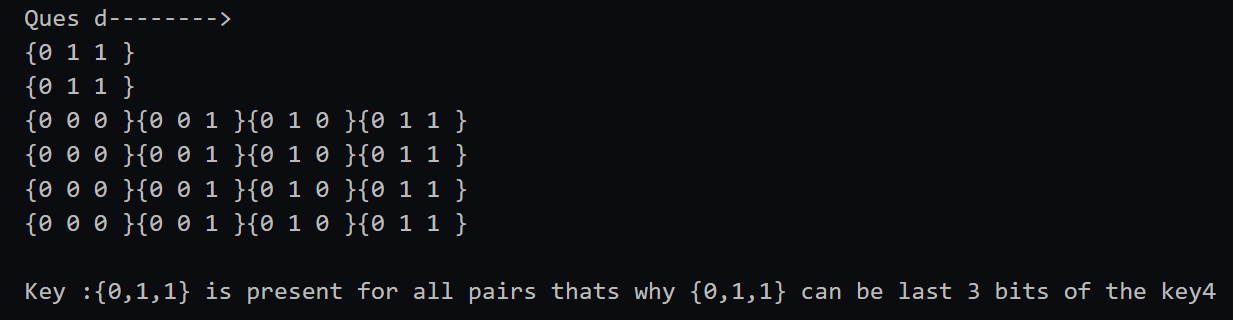 Ques d-------->
{0 1 1 }
{0 1 1 }
{0 0 0 }{0 0 1 }{0 1 0 }{0 1 1 }
{0 0 0 }{0 0 1 }{0 1 0 }{0 1 1 }
{0 0 0 }{0 0 1 }{0 1 0 }{0 1 1 }
{0 0 0 }{0 0 1 }{0 1 0 }{0 1 1 }
Key :{0,1,1} is present for all pairs thats why {0,1,1} can be last 3 bits of the key4